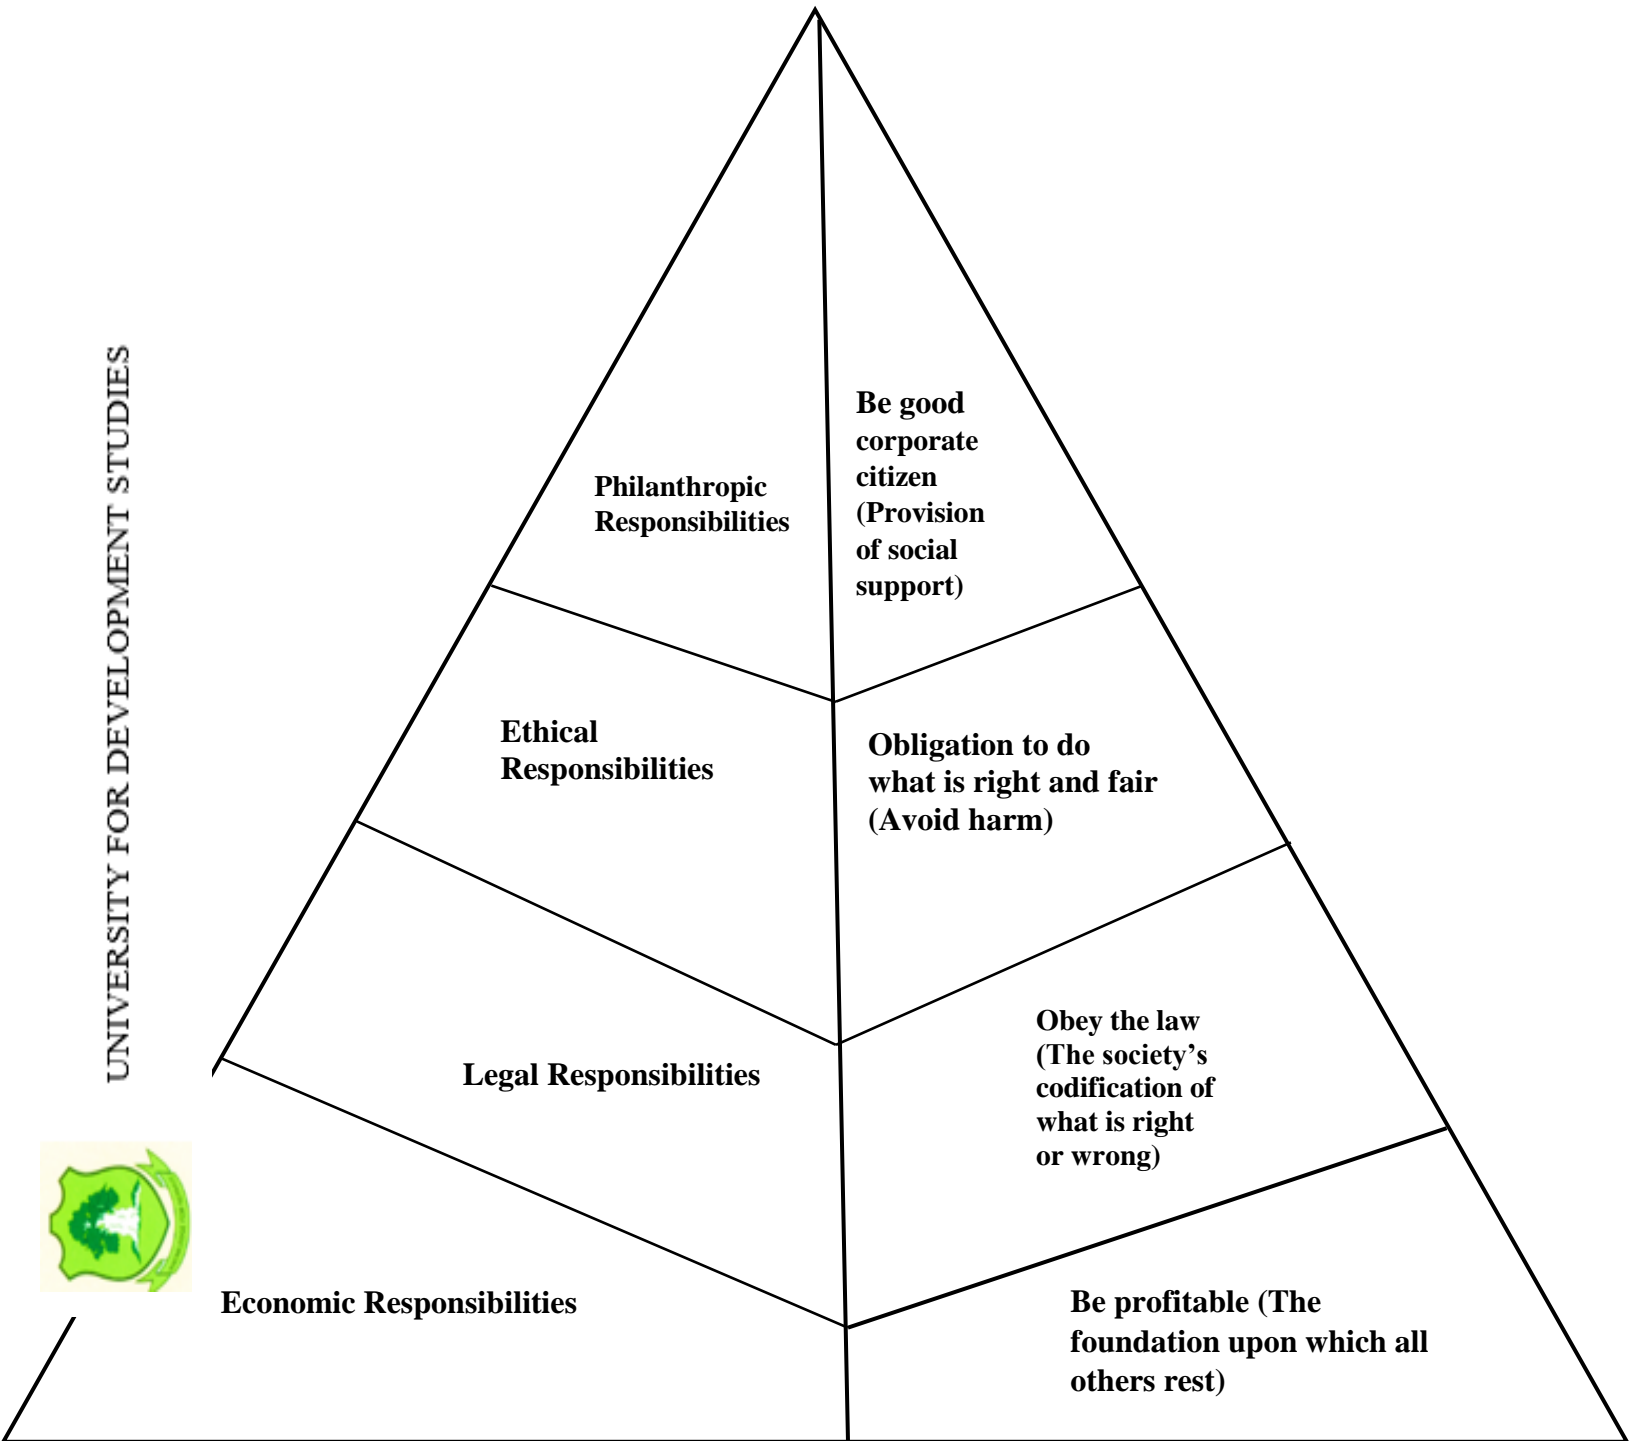 UNIVERSITY FOR DEVELOPMENT STUDIES
Philanthropic
Responsibilities
Be good
corporate
citizen
(Provision
of social
support)
Ethical
Responsibilities
Obligation to do
what is right and fair
(Avoid harm)
Legal Responsibilities
Obey the law
(The society’s
codification of
what is right
or wrong)
Economic Responsibilities
Be profitable (The
foundation upon which all
others rest)